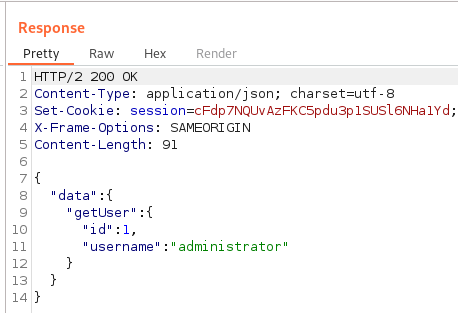 Response
Pretty Raw Hex Render
1 HTTP/2 200 OK
2 Content-Type: application/json; charset=utf-8
3 Set-Cookie: session=cFdp7NQUvAzFKC5pdu3p1SUSl6NHa1Yd;
4 X-Frame-Options: SAMEORIGIN
5 Content-Length: 91
6
7 {
8 "data":{
9 "getUser":{
10 "id":1,
11 "username":"administrator"
12 }
13 }
14 }